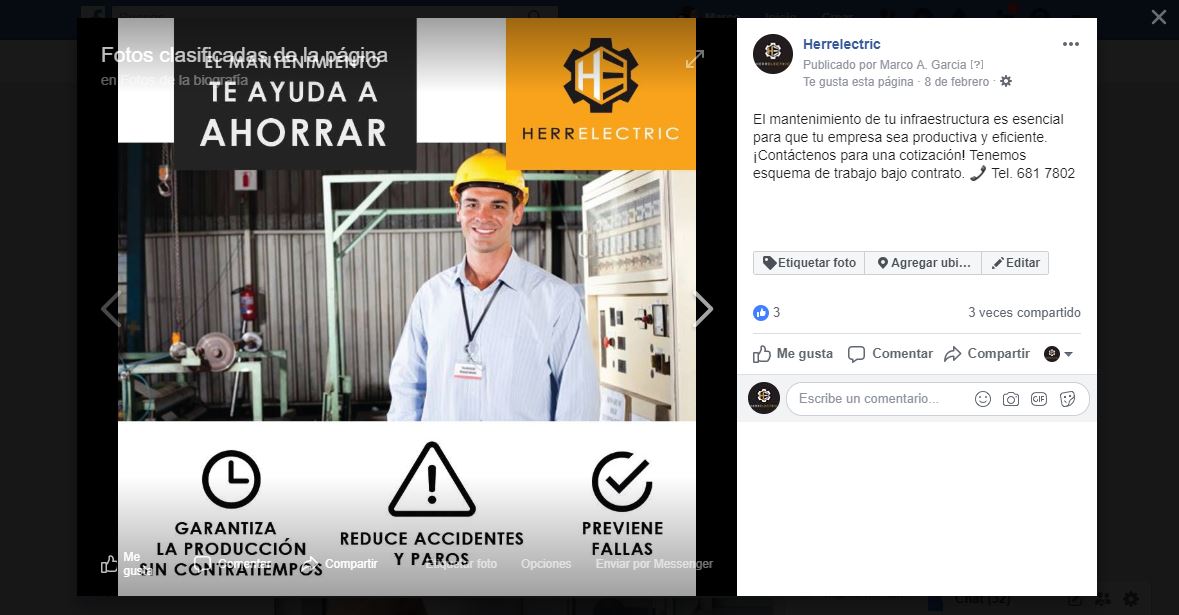 Fotos clasificadas de la página
en Fotos de la biografía
EL MANTENIMIENTO
TE AYUDA A
AHORRAR
HERRELECTRIC
GARANTIZA
LA PRODUCCIÓN
SIN CONTRATIEMPOS
REDUCE ACCIDENTES
Y PAROS
PREVIENE
FALLAS
Me gusta
Comentar
Compartir
Etiquetar foto
Opciones
Enviar por Messenger
Herrelectric
Publicado por Marco A. Garcia [?]
Te gusta esta página · 8 de febrero ·
El mantenimiento de tu infraestructura es esencial
para que tu empresa sea productiva y eficiente.
¡Contáctenos para una cotización! Tenemos
esquema de trabajo bajo contrato. Tel. 681 7802
Etiquetar foto
Agregar ubi...
Editar
3
3 veces compartido
Me gusta
Comentar
Compartir
Escribe un comentario...
GIF
Chat (32)